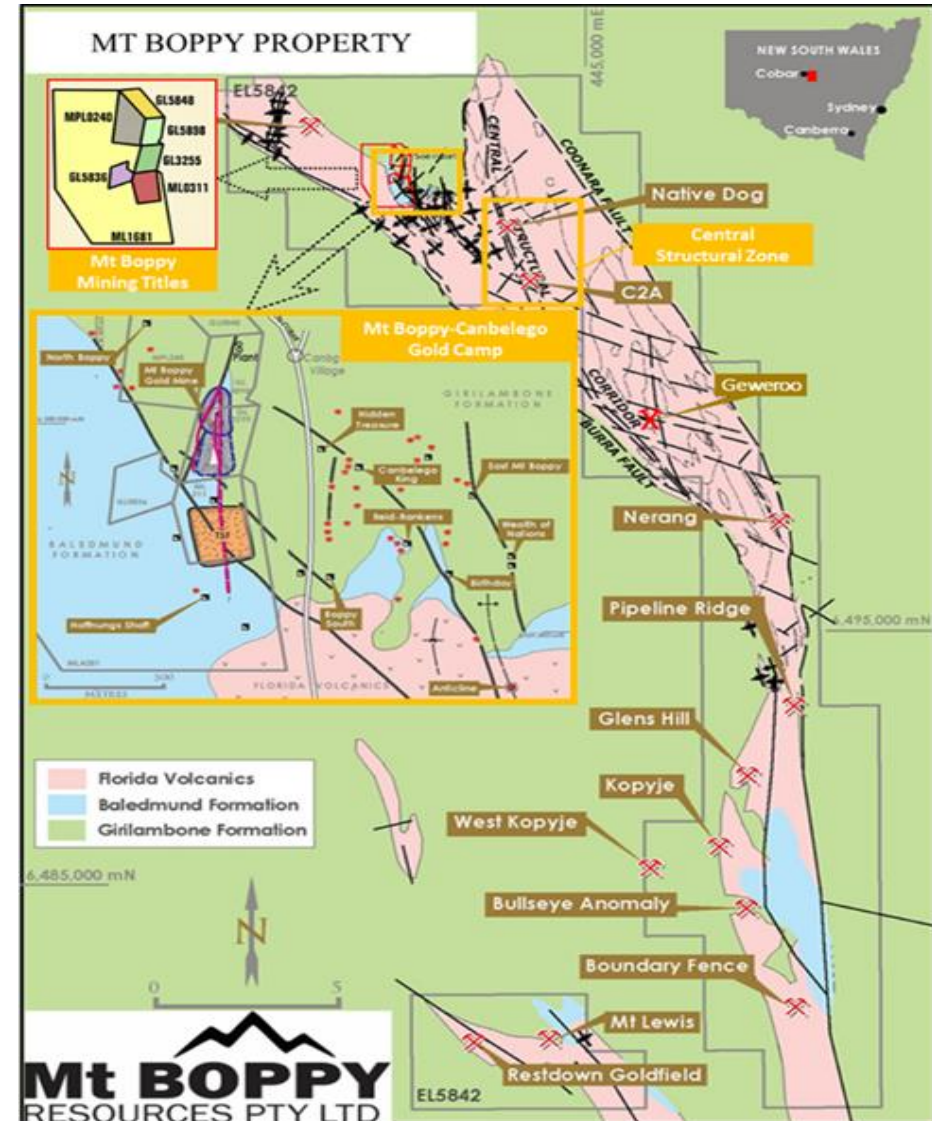 MT BOPPY PROPERTY
445,000 mE
NEW SOUTH WALES
Cobar
Sydney
Canberra
EL5842
GL5848
MPL0240
GL5898
GL3255
GL5836
ML0311
ML1681
Mt Boppy
Mining Titles
CENTRAL
STRUCTURAL
CORRIDOR
COONARA FAULT
BURRA FAULT
Native Dog
Central
Structural Zone
C2A
Mt Boppy-Canbelego
Gold Camp
North Boppy
Mt Boppy
Gold Mine
Plant
Village
GIRILAMBONE
FORMATION
Hidden
Treasure
Canbelego
King
East Mt Boppy
Reid-Rankens
Wealth of
Nations
BALEDMUND
FORMATION
TSF
Birthday
Boppy
South
Hoffnungs Shaft
METRES
FLORIDA VOLCANICS
Anticline
Geweroo
Nerang
Pipeline Ridge
6,495,000 mN
Glens Hill
Kopyje
West Kopyje
Bullseye Anomaly
Boundary Fence
Mt Lewis
Restdown Goldfield
Florida Volcanics
Baledmund Formation
Girilambone Formation
6,485,000 mN
N
0
5
EL5842
Mt BOPPY
RESOURCES PTY LTD